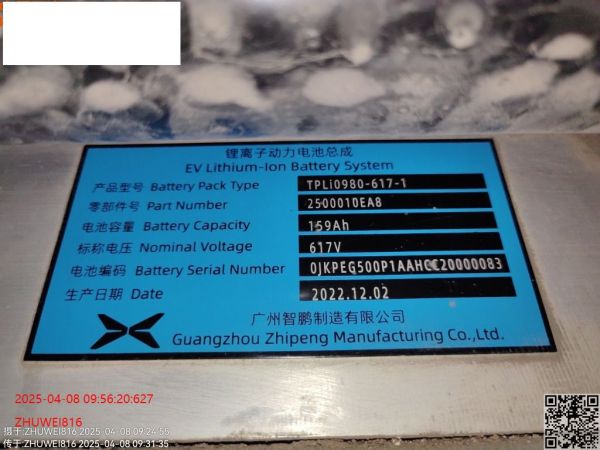 锂离子动力电池总成
EV Lithium-Ion Battery System
产品型号 Battery Pack Type TPLi0980-617-1
零部件号 Part Number 2500010EA8
电池容量 Battery Capacity 159Ah
标称电压 Nominal Voltage 617V
电池编码 Battery Serial Number 0JKPEG500P1AAHCC20000083
生产日期 Date 2022.12.02
广州智鹏制造有限公司
Guangzhou Zhipeng Manufacturing Co.,Ltd.
2025-04-08 09:56:20:627
ZHUWEI816
摄于:ZHUWEI816 2025-04-08 09:24:55
传于:ZHUWEI816 2025-04-08 09:31:35